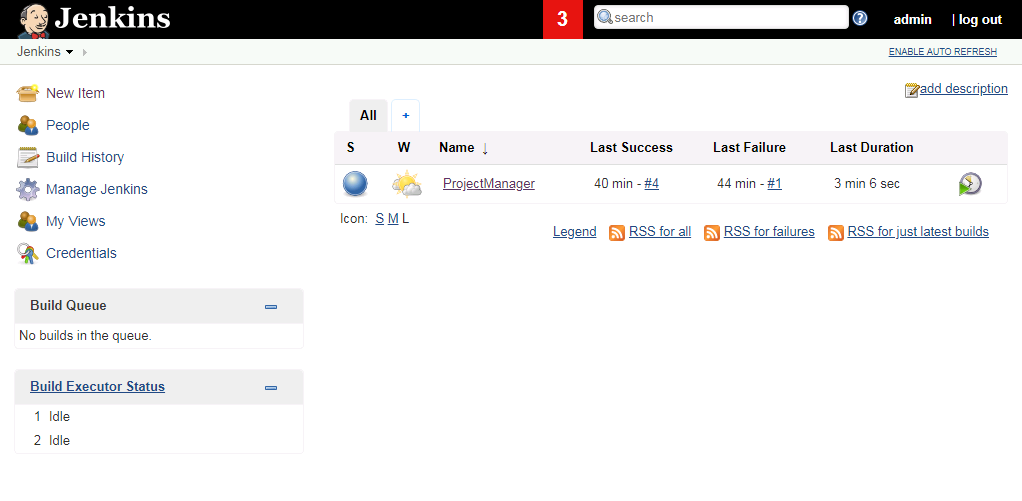 Jenkins 3 search admin | log out
Jenkins ENABLE AUTO REFRESH
add description
New Item
People
Build History
Manage Jenkins
My Views
Credentials
All +
S W Name ↓ Last Success Last Failure Last Duration
ProjectManager 40 min - #4 44 min - #1 3 min 6 sec
Icon: S M L
Legend RSS for all RSS for failures RSS for just latest builds
Build Queue
No builds in the queue.
Build Executor Status
1 Idle
2 Idle